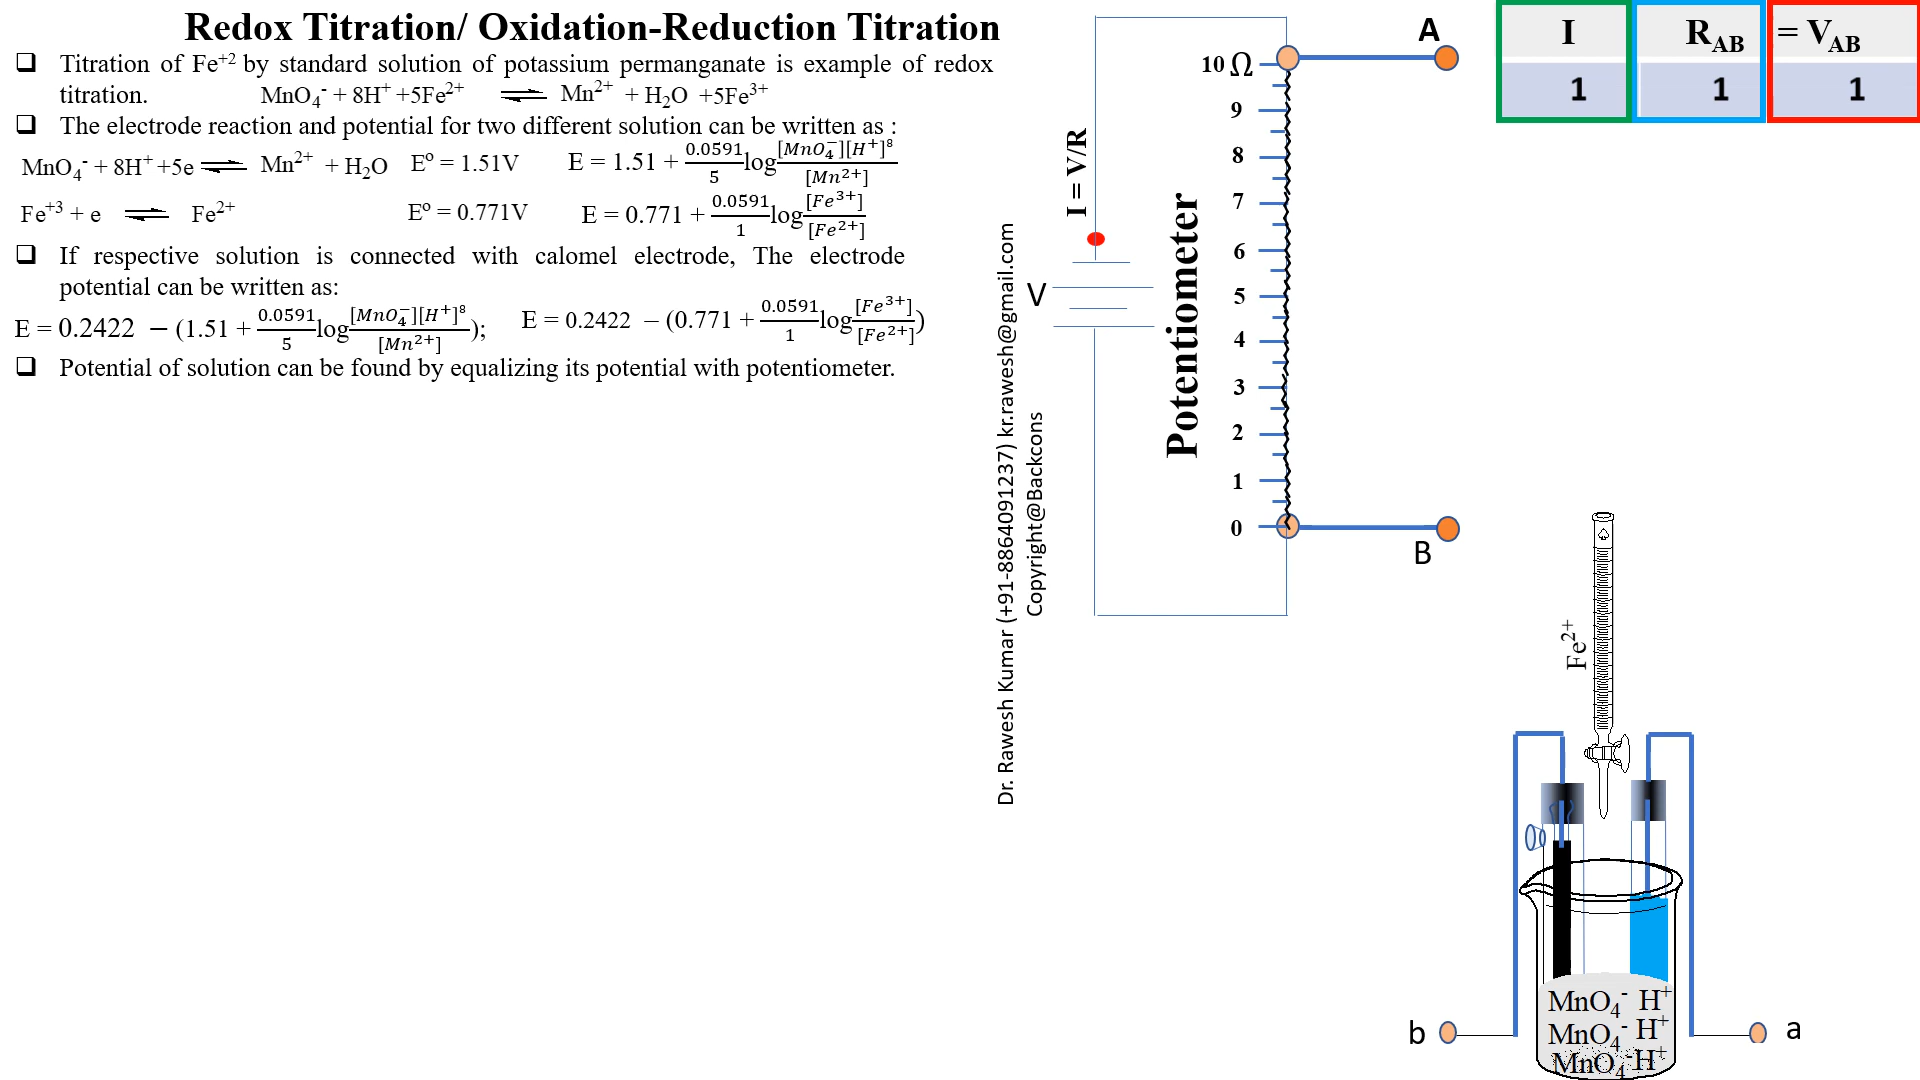 Redox Titration/ Oxidation-Reduction Titration
❑ Titration of Fe⁺² by standard solution of potassium permanganate is example of redox
titration. MnO₄⁻ + 8H⁺ +5Fe²⁺ ⇌ Mn²⁺ + H₂O +5Fe³⁺
❑ The electrode reaction and potential for two different solution can be written as :
MnO₄⁻ + 8H⁺ +5e ⇌ Mn²⁺ + H₂O Eº = 1.51V E = 1.51 + 0.0591/5 log [MnO₄⁻][H⁺]⁸/[Mn²⁺]
Fe⁺³ + e ⇌ Fe²⁺ Eº = 0.771V E = 0.771 + 0.0591/1 log [Fe³⁺]/[Fe²⁺]
❑ If respective solution is connected with calomel electrode, The electrode
potential can be written as:
E = 0.2422 − (1.51 + 0.0591/5 log [MnO₄⁻][H⁺]⁸/[Mn²⁺]); E = 0.2422 − (0.771 + 0.0591/1 log [Fe³⁺]/[Fe²⁺])
❑ Potential of solution can be found by equalizing its potential with potentiometer.
Dr. Rawesh Kumar (+91-8864091237) kr.rawesh@gmail.com
Copyright@Backcons
I = V/R
V
Potentiometer
10 Ω
9
8
7
6
5
4
3
2
1
0
A
B
I R_AB = V_AB
1 1 1
Fe²⁺
MnO₄⁻ H⁺
MnO₄⁻ H⁺
MnO₄⁻ H⁺
b
a